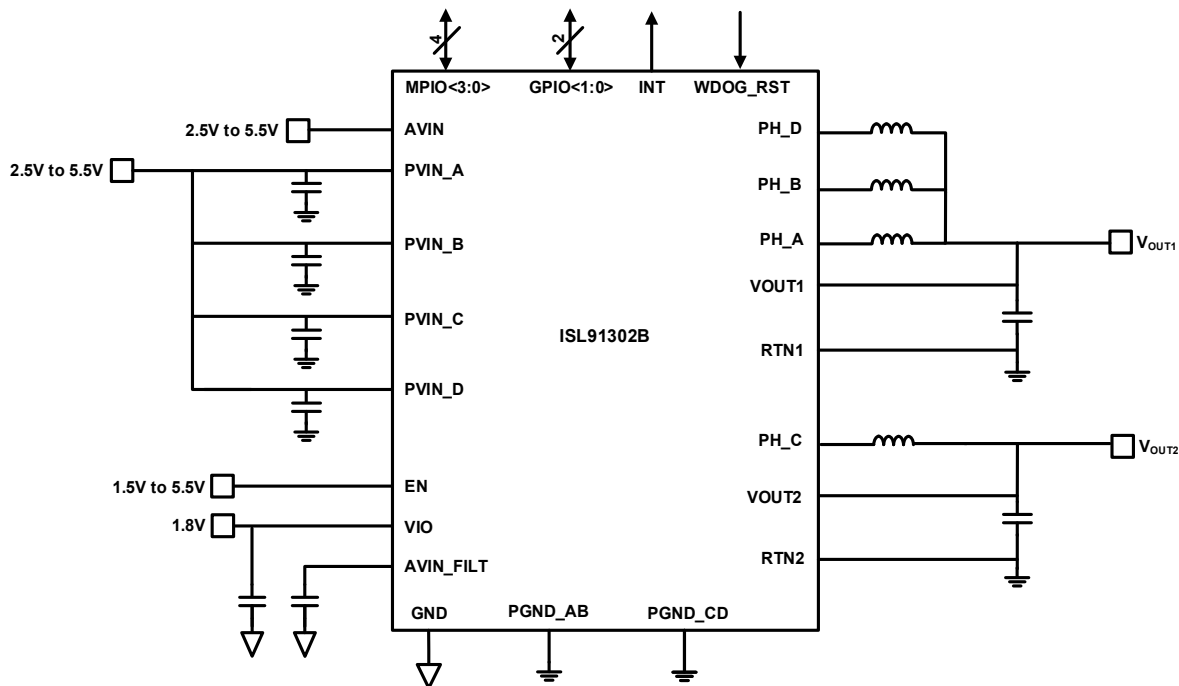 4
2
MPIO<3:0>
GPIO<1:0>
INT
WDOG_RST
2.5V to 5.5V
AVIN
2.5V to 5.5V
PVIN_A
PVIN_B
PVIN_C
PVIN_D
1.5V to 5.5V
EN
1.8V
VIO
AVIN_FILT
ISL91302B
PH_D
PH_B
PH_A
VOUT1
VOUT1
RTN1
PH_C
VOUT2
VOUT2
RTN2
GND
PGND_AB
PGND_CD